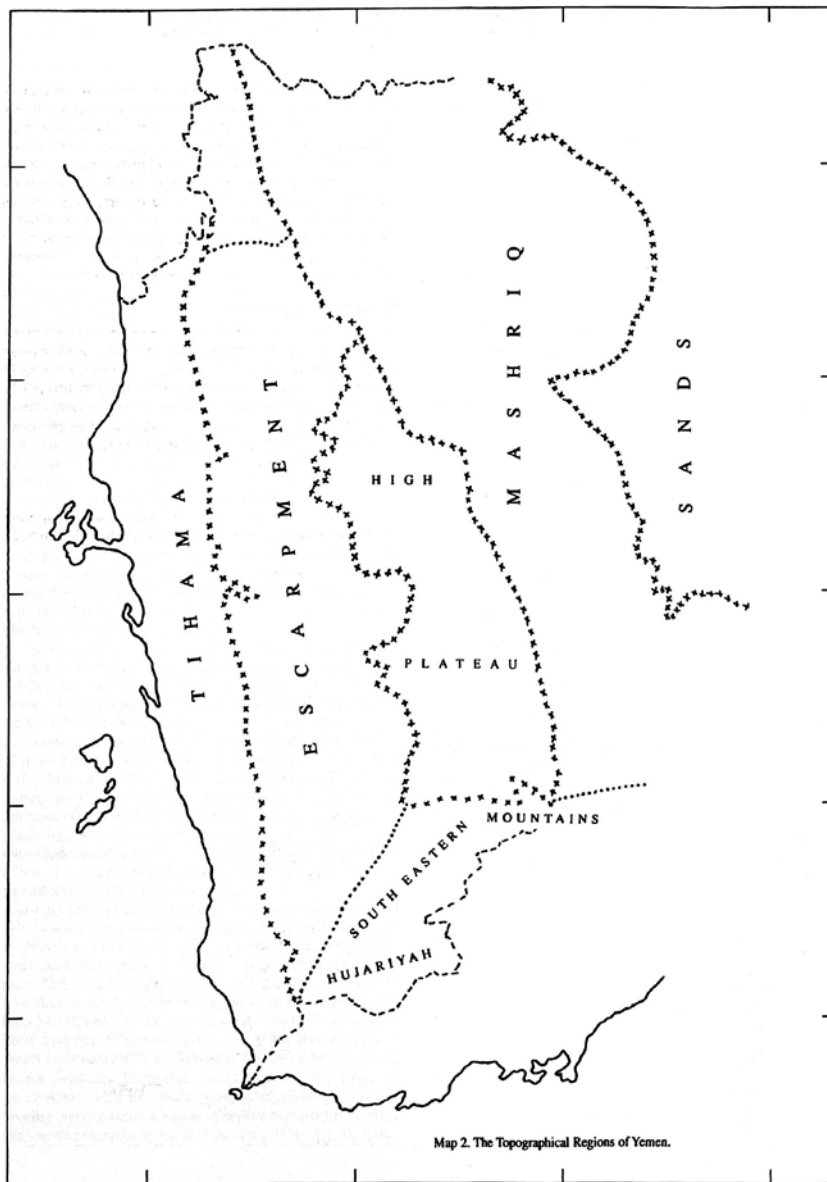 MASHRIQ
SANDS
ESCARPMENT
TIHAMA
HIGH
PLATEAU
MOUNTAINS
SOUTH EASTERN
HUJARIYAH
Map 2. The Topographical Regions of Yemen.